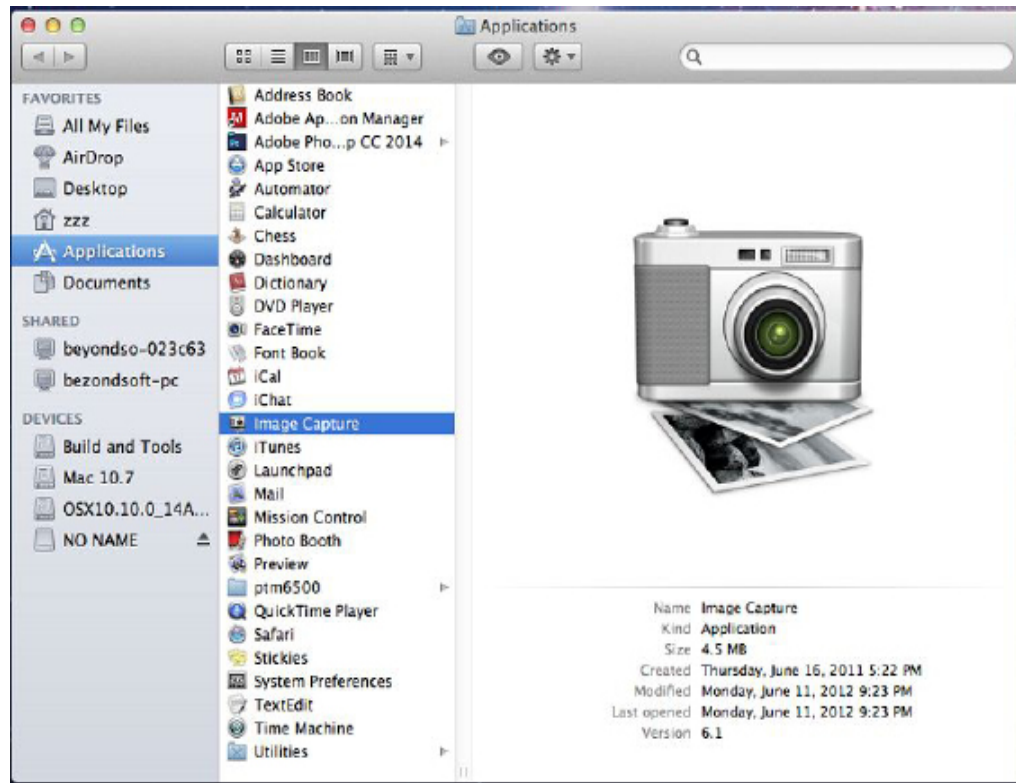 Applications
FAVORITES
All My Files
AirDrop
Desktop
zzz
Applications
Documents
SHARED
beyondso-023c63
bezondsoft-pc
DEVICES
Build and Tools
Mac 10.7
OSX10.10.0_14A...
NO NAME
Address Book
Adobe Ap...on Manager
Adobe Pho...p CC 2014
App Store
Automator
Calculator
Chess
Dashboard
Dictionary
DVD Player
FaceTime
Font Book
iCal
iChat
Image Capture
iTunes
Launchpad
Mail
Mission Control
Photo Booth
Preview
ptm6500
QuickTime Player
Safari
Stickies
System Preferences
TextEdit
Time Machine
Utilities
Name Image Capture
Kind Application
Size 4.5 MB
Created Thursday, June 16, 2011 5:22 PM
Modified Monday, June 11, 2012 9:23 PM
Last opened Monday, June 11, 2012 9:23 PM
Version 6.1